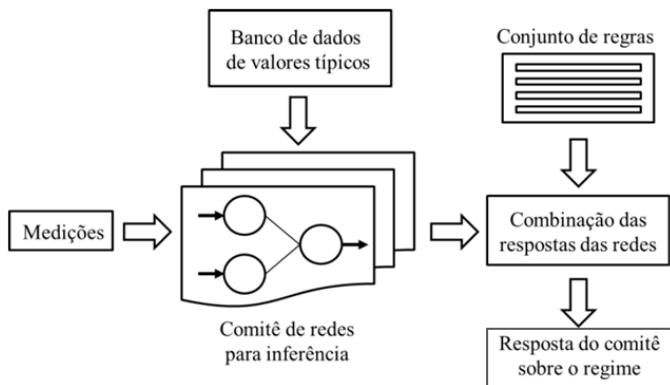 Banco de dados
de valores típicos
Conjunto de regras
Medições
Combinação das
respostas das redes
Comitê de redes
para inferência
Resposta do comitê
sobre o regime